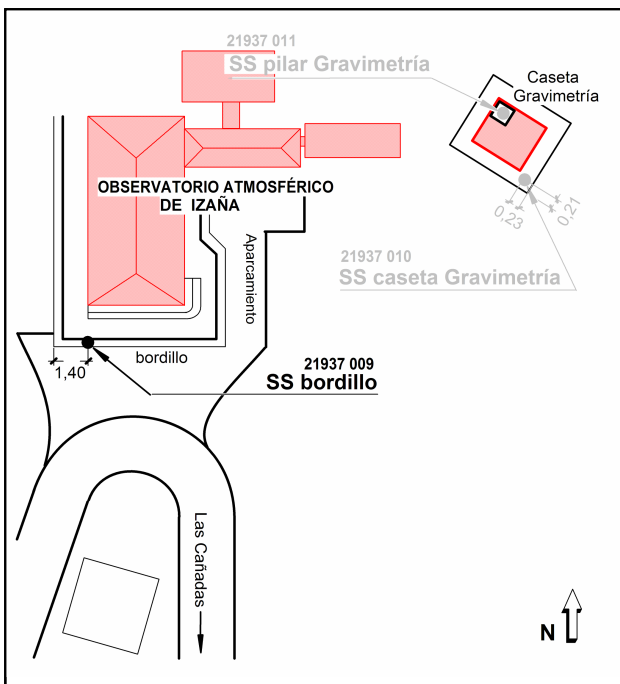 21937 011
SS pilar Gravimetría
Caseta
Gravimetría
OBSERVATORIO ATMOSFÉRICO
DE IZAÑA
0,23
0,21
Aparcamiento
21937 010
SS caseta Gravimetría
bordillo
1,40
21937 009
SS bordillo
Las Cañadas
N